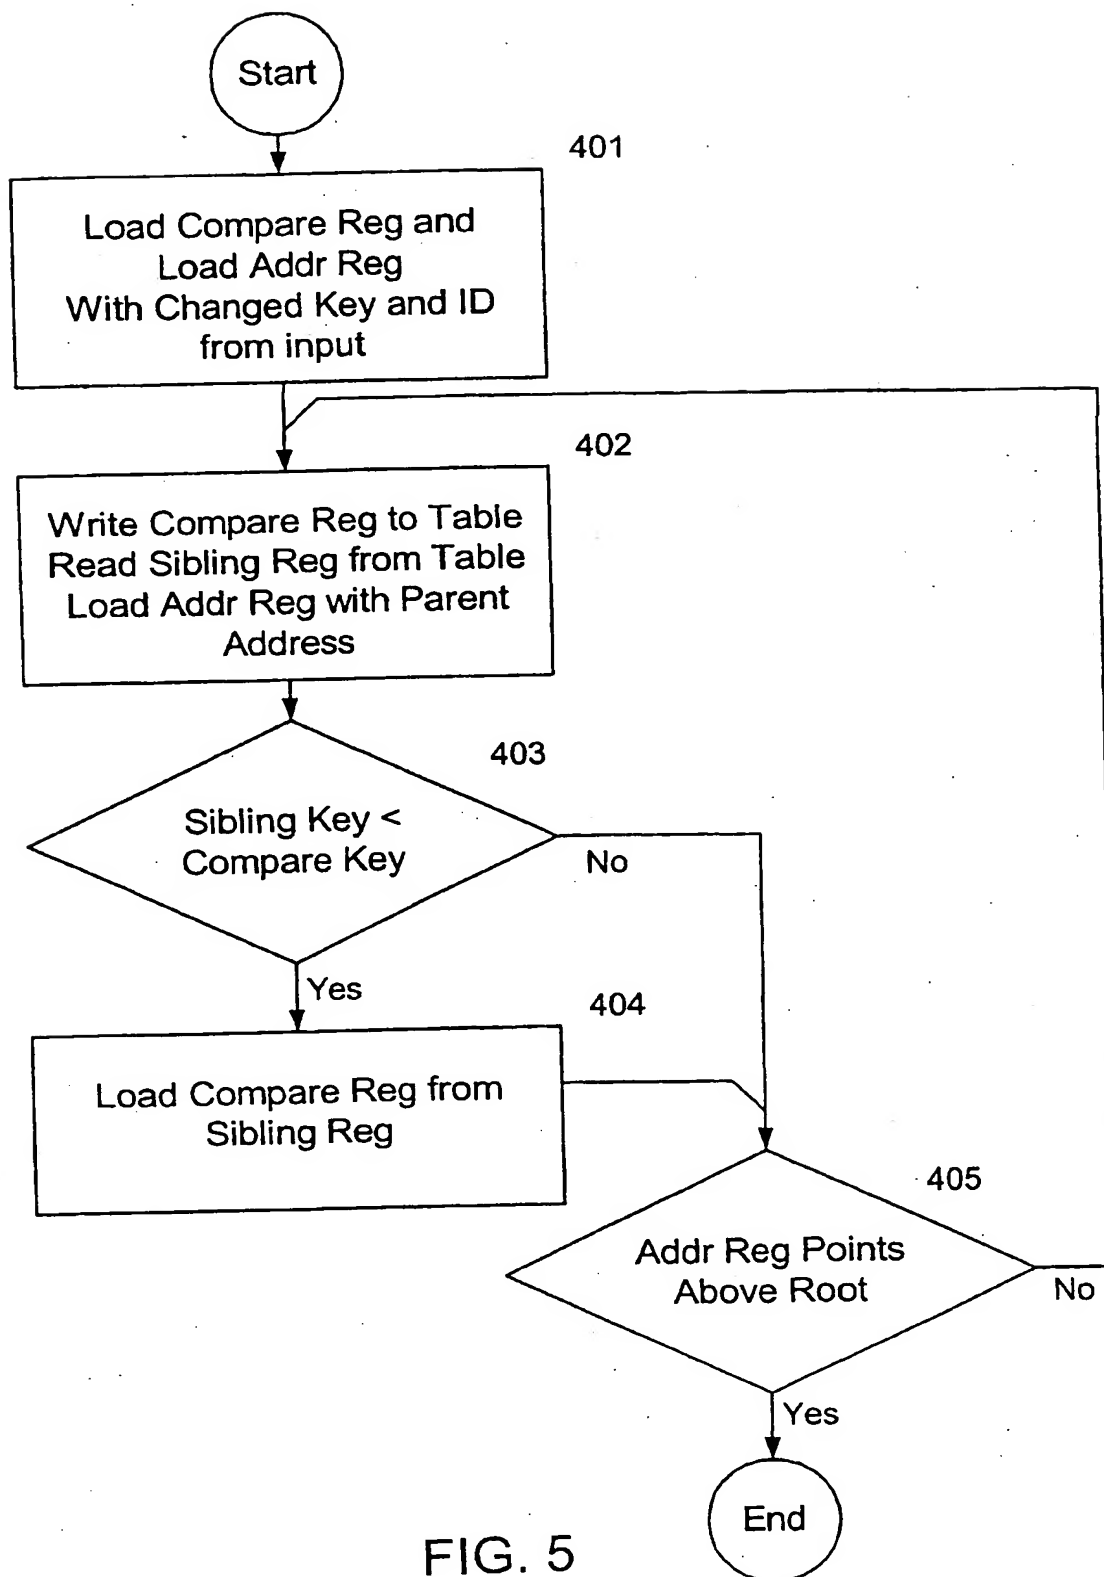 Start
401
Load Compare Reg and
Load Addr Reg
With Changed Key and ID
from input
402
Write Compare Reg to Table
Read Sibling Reg from Table
Load Addr Reg with Parent
Address
403
Sibling Key <
Compare Key
No
Yes
404
Load Compare Reg from
Sibling Reg
405
Addr Reg Points
Above Root
No
Yes
End
FIG. 5